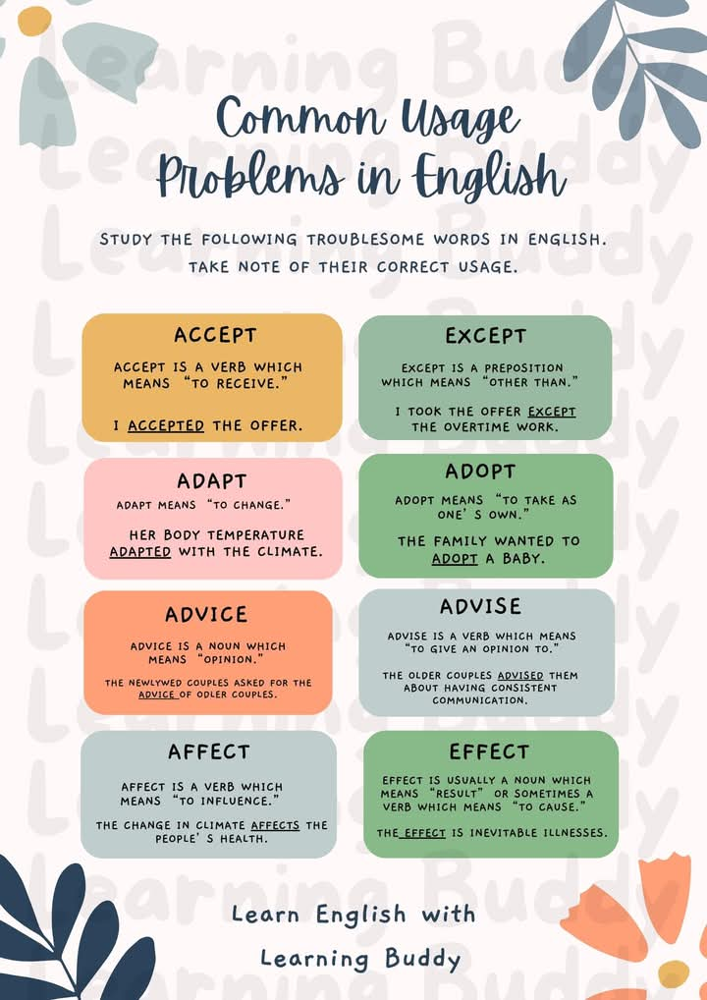 Common Usage
Problems in English
STUDY THE FOLLOWING TROUBLESOME WORDS IN ENGLISH.
TAKE NOTE OF THEIR CORRECT USAGE.
ACCEPT
ACCEPT IS A VERB WHICH
MEANS “TO RECEIVE.”
I ACCEPTED THE OFFER.
EXCEPT
EXCEPT IS A PREPOSITION
WHICH MEANS “OTHER THAN.”
I TOOK THE OFFER EXCEPT
THE OVERTIME WORK.
ADAPT
ADAPT MEANS “TO CHANGE.”
HER BODY TEMPERATURE
ADAPTED WITH THE CLIMATE.
ADOPT
ADOPT MEANS “TO TAKE AS
ONE’S OWN.”
THE FAMILY WANTED TO
ADOPT A BABY.
ADVICE
ADVICE IS A NOUN WHICH
MEANS “OPINION.”
THE NEWLYWED COUPLES ASKED FOR THE
ADVICE OF ODLER COUPLES.
ADVISE
ADVISE IS A VERB WHICH MEANS
“TO GIVE AN OPINION TO.”
THE OLDER COUPLES ADVISED THEM
ABOUT HAVING CONSISTENT
COMMUNICATION.
AFFECT
AFFECT IS A VERB WHICH
MEANS “TO INFLUENCE.”
THE CHANGE IN CLIMATE AFFECTS THE
PEOPLE’S HEALTH.
EFFECT
EFFECT IS USUALLY A NOUN WHICH
MEANS “RESULT” OR SOMETIMES A
VERB WHICH MEANS “TO CAUSE.”
THE EFFECT IS INEVITABLE ILLNESSES.
Learn English with
Learning Buddy